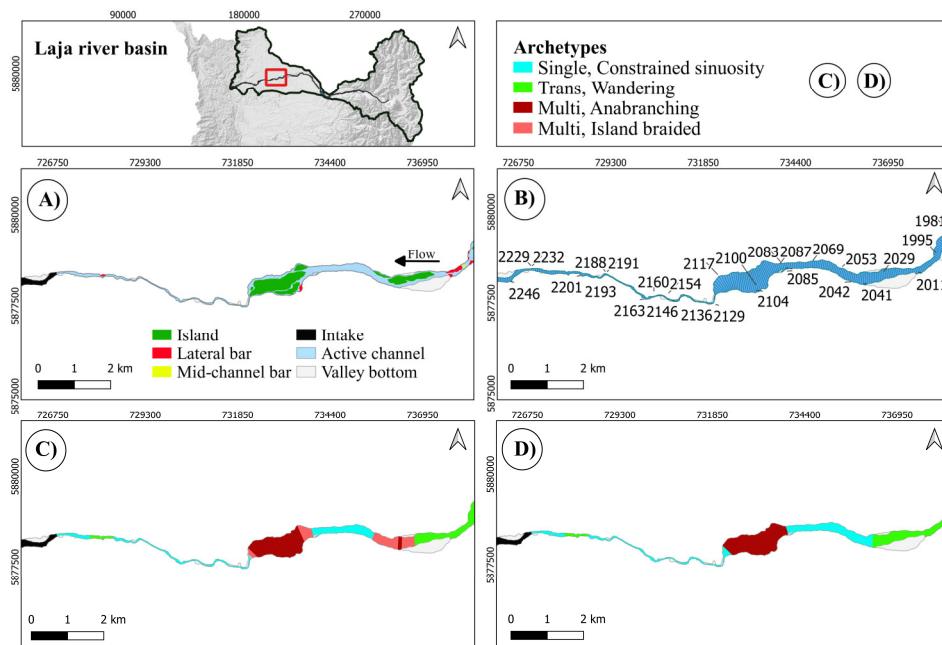 90000 180000 270000
Laja river basin
5880000
Archetypes
Single, Constrained sinuosity
Trans, Wandering
Multi, Anabranching
Multi, Island braided
C) D)
726750 729300 731850 734400 736950
5880000
5877500
5875000
A)
Flow
Island
Lateral bar
Mid-channel bar
Intake
Active channel
Valley bottom
0 1 2 km
726750 729300 731850 734400 736950
5880000
5877500
5875000
B)
1981
1995
2229 2232 2188 2191 2117 2100 2083 2087 2069 2053 2029
2246 2201 2193 2160 2154 2104 2085 2042 2041 2011
2163 2146 2136 2129
0 1 2 km
726750 729300 731850 734400 736950
5880000
5877500
C)
0 1 2 km
726750 729300 731850 734400 736950
5880000
5377500
D)
0 1 2 km